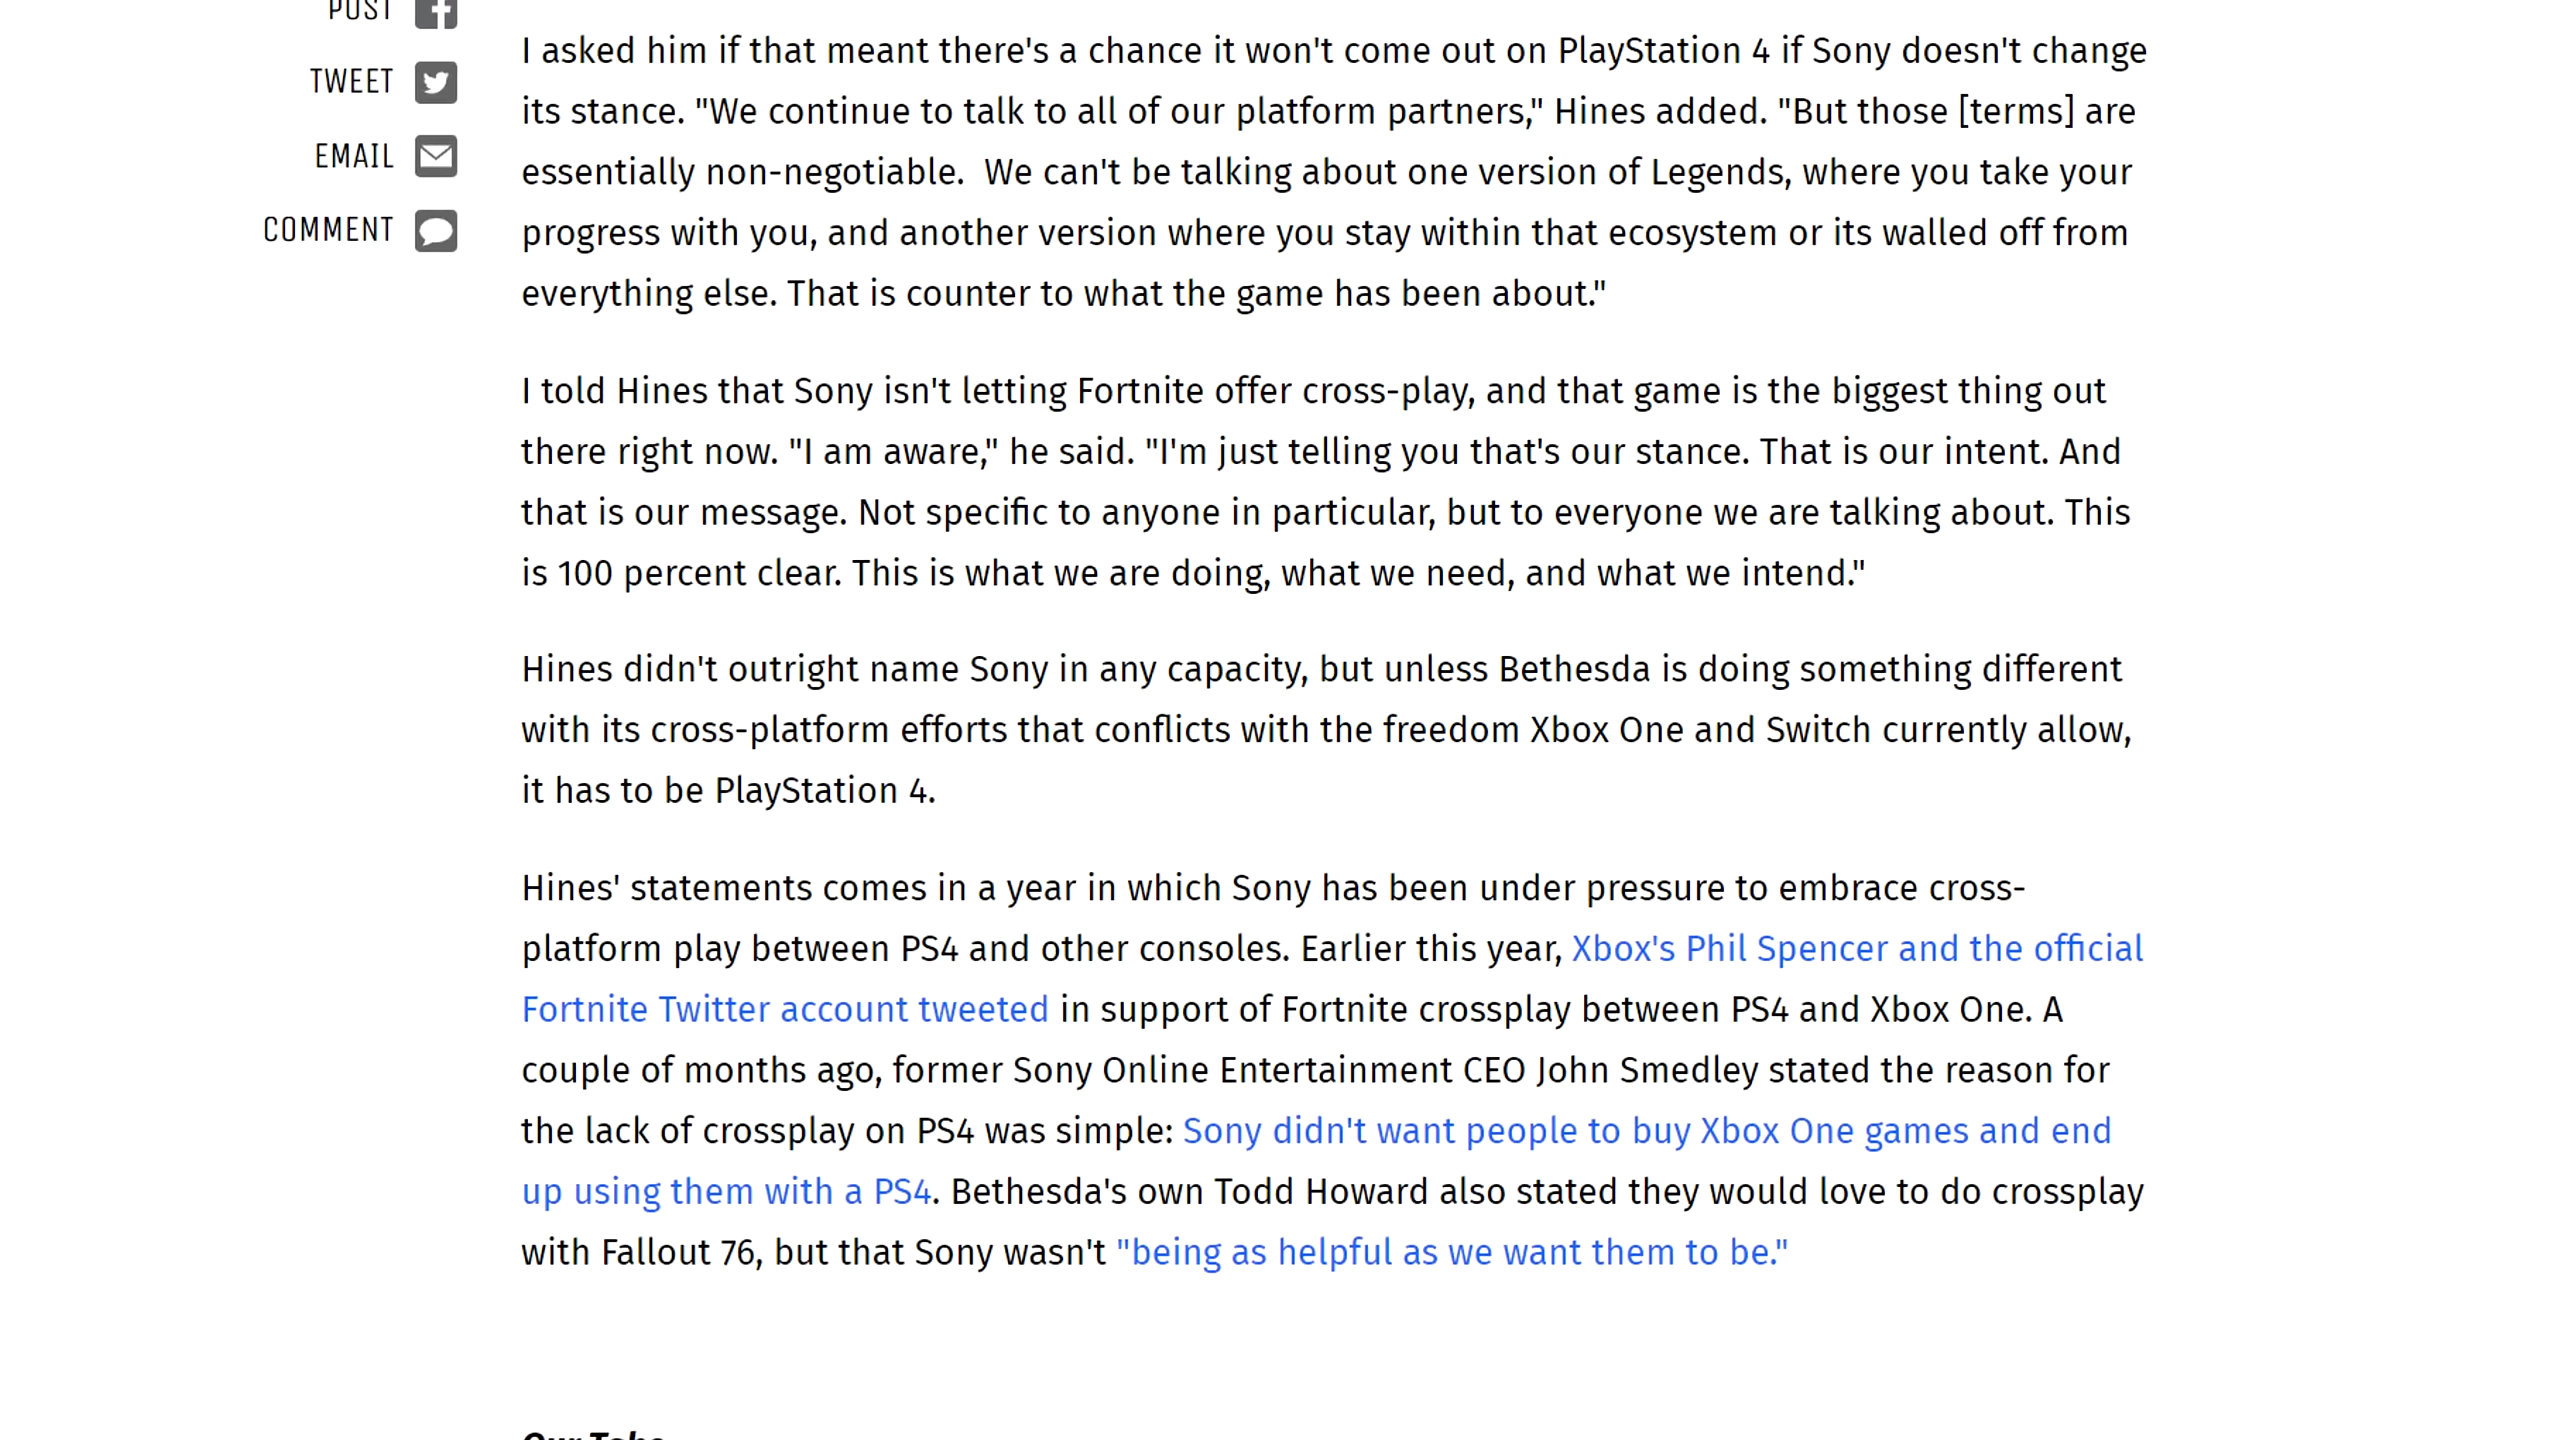 POST
TWEET
EMAIL
COMMENT
I asked him if that meant there's a chance it won't come out on PlayStation 4 if Sony doesn't change
its stance. "We continue to talk to all of our platform partners," Hines added. "But those [terms] are
essentially non-negotiable.  We can't be talking about one version of Legends, where you take your
progress with you, and another version where you stay within that ecosystem or its walled off from
everything else. That is counter to what the game has been about."
I told Hines that Sony isn't letting Fortnite offer cross-play, and that game is the biggest thing out
there right now. "I am aware," he said. "I'm just telling you that's our stance. That is our intent. And
that is our message. Not specific to anyone in particular, but to everyone we are talking about. This
is 100 percent clear. This is what we are doing, what we need, and what we intend."
Hines didn't outright name Sony in any capacity, but unless Bethesda is doing something different
with its cross-platform efforts that conflicts with the freedom Xbox One and Switch currently allow,
it has to be PlayStation 4.
Hines' statements comes in a year in which Sony has been under pressure to embrace cross-
platform play between PS4 and other consoles. Earlier this year, Xbox's Phil Spencer and the official
Fortnite Twitter account tweeted in support of Fortnite crossplay between PS4 and Xbox One. A
couple of months ago, former Sony Online Entertainment CEO John Smedley stated the reason for
the lack of crossplay on PS4 was simple: Sony didn't want people to buy Xbox One games and end
up using them with a PS4. Bethesda's own Todd Howard also stated they would love to do crossplay
with Fallout 76, but that Sony wasn't "being as helpful as we want them to be."
Our Take